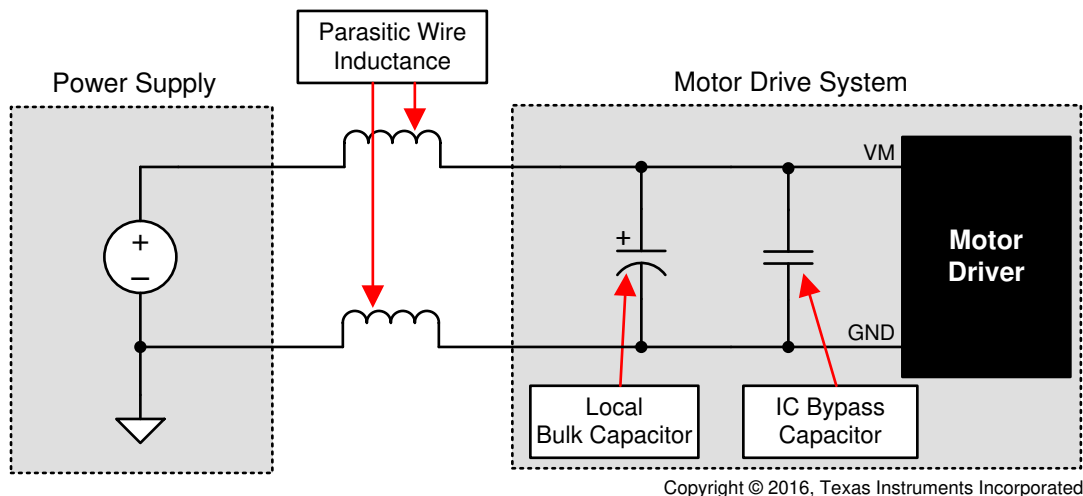 Parasitic Wire
Inductance
Power Supply
Motor Drive System
VM
+
–
+
Motor
Driver
GND
Local
Bulk Capacitor
IC Bypass
Capacitor
Copyright © 2016, Texas Instruments Incorporated